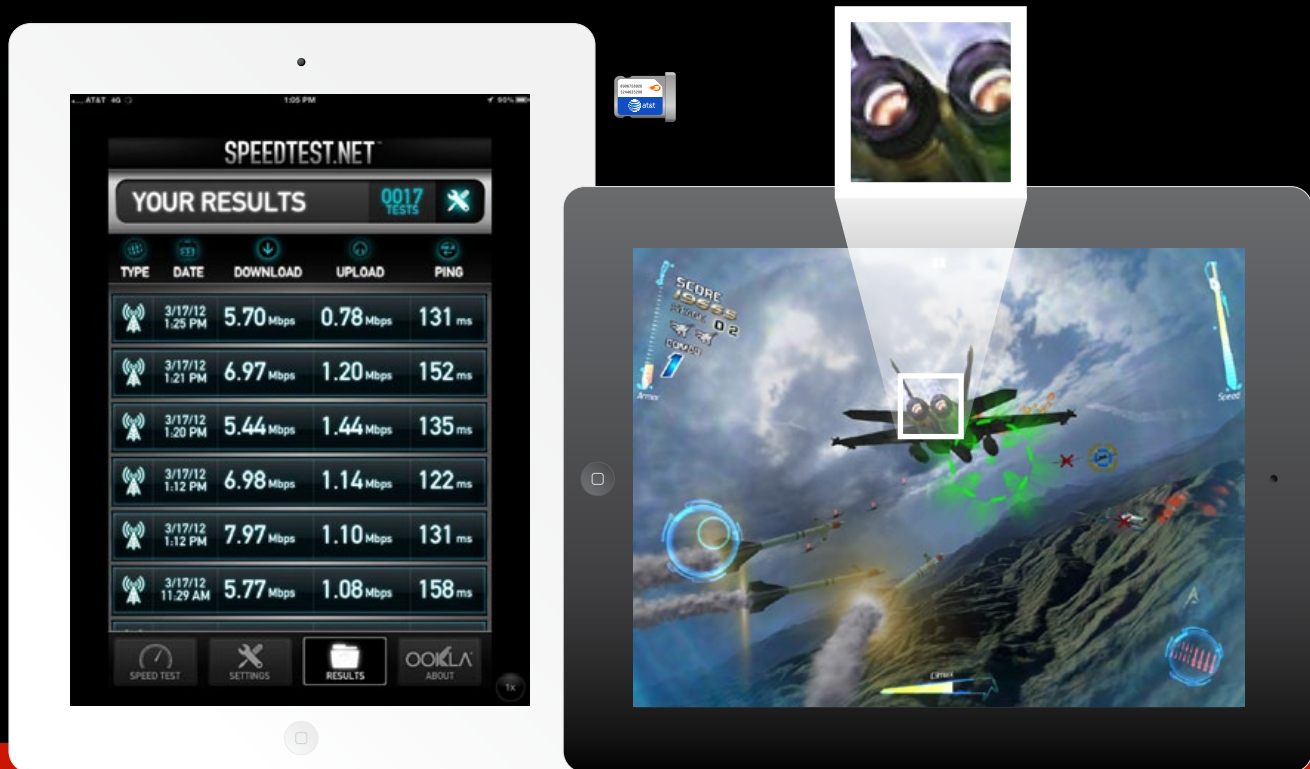 AT&T 4G
1:05 PM
90%
SPEEDTEST.NET
YOUR RESULTS
0017
TESTS
TYPE DATE DOWNLOAD UPLOAD PING
3/17/12
1:25 PM
5.70 Mbps 0.78 Mbps 131 ms
3/17/12
1:21 PM
6.97 Mbps 1.20 Mbps 152 ms
3/17/12
1:20 PM
5.44 Mbps 1.44 Mbps 135 ms
3/17/12
1:12 PM
6.98 Mbps 1.14 Mbps 122 ms
3/17/12
1:12 PM
7.97 Mbps 1.10 Mbps 131 ms
3/17/12
11:29 AM
5.77 Mbps 1.08 Mbps 158 ms
SPEED TEST
SETTINGS
RESULTS
OOKLA
ABOUT
1x
at&t
SCORE
02
1
Armor
Speed
Climax